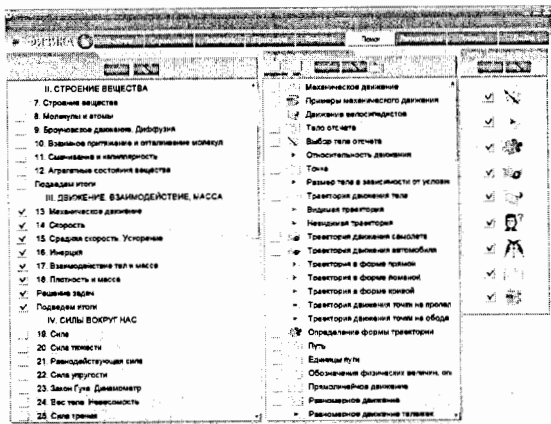 ФИЗИКА
Поиск
II. СТРОЕНИЕ ВЕЩЕСТВА
7. Строение вещества
8. Молекулы и атомы
9. Броуновское движение. Диффузия
10. Взаимное притяжение и отталкивание молекул
11. Смачивание и капиллярность
12. Агрегатные состояния вещества
Подведем итоги
III. ДВИЖЕНИЕ, ВЗАИМОДЕЙСТВИЕ, МАССА
13. Механическое движение
14. Скорость
15. Средняя скорость. Ускорение
16. Инерция
17. Взаимодействие тел и масса
18. Плотность и масса
Решение задач
Подведем итоги
IV. СИЛЫ ВОКРУГ НАС
19. Сила
20. Сила тяжести
21. Равнодействующая сила
22. Сила упругости
23. Закон Гука. Динамометр
24. Вес тела. Невесомость
25. Сила трения
Механическое движение
Примеры механического движения
Движение велосипедистов
Тело отсчета
Выбор тела отсчета
Относительность движения
Точка
Размер тела в зависимости от услови
Траектория движения тела
Видимая траектория
Невидимая траектория
Траектория движения самолета
Траектория движения автомобиля
Траектория в форме прямой
Траектория в форме ломаной
Траектория в форме кривой
Траектория движения точки на пропел
Траектория движения точки на ободе
Определение формы траектории
Путь
Единицы пути
Обозначения физических величин, оп
Прямолинейное движение
Равномерное движение
Равномерное движение тележек